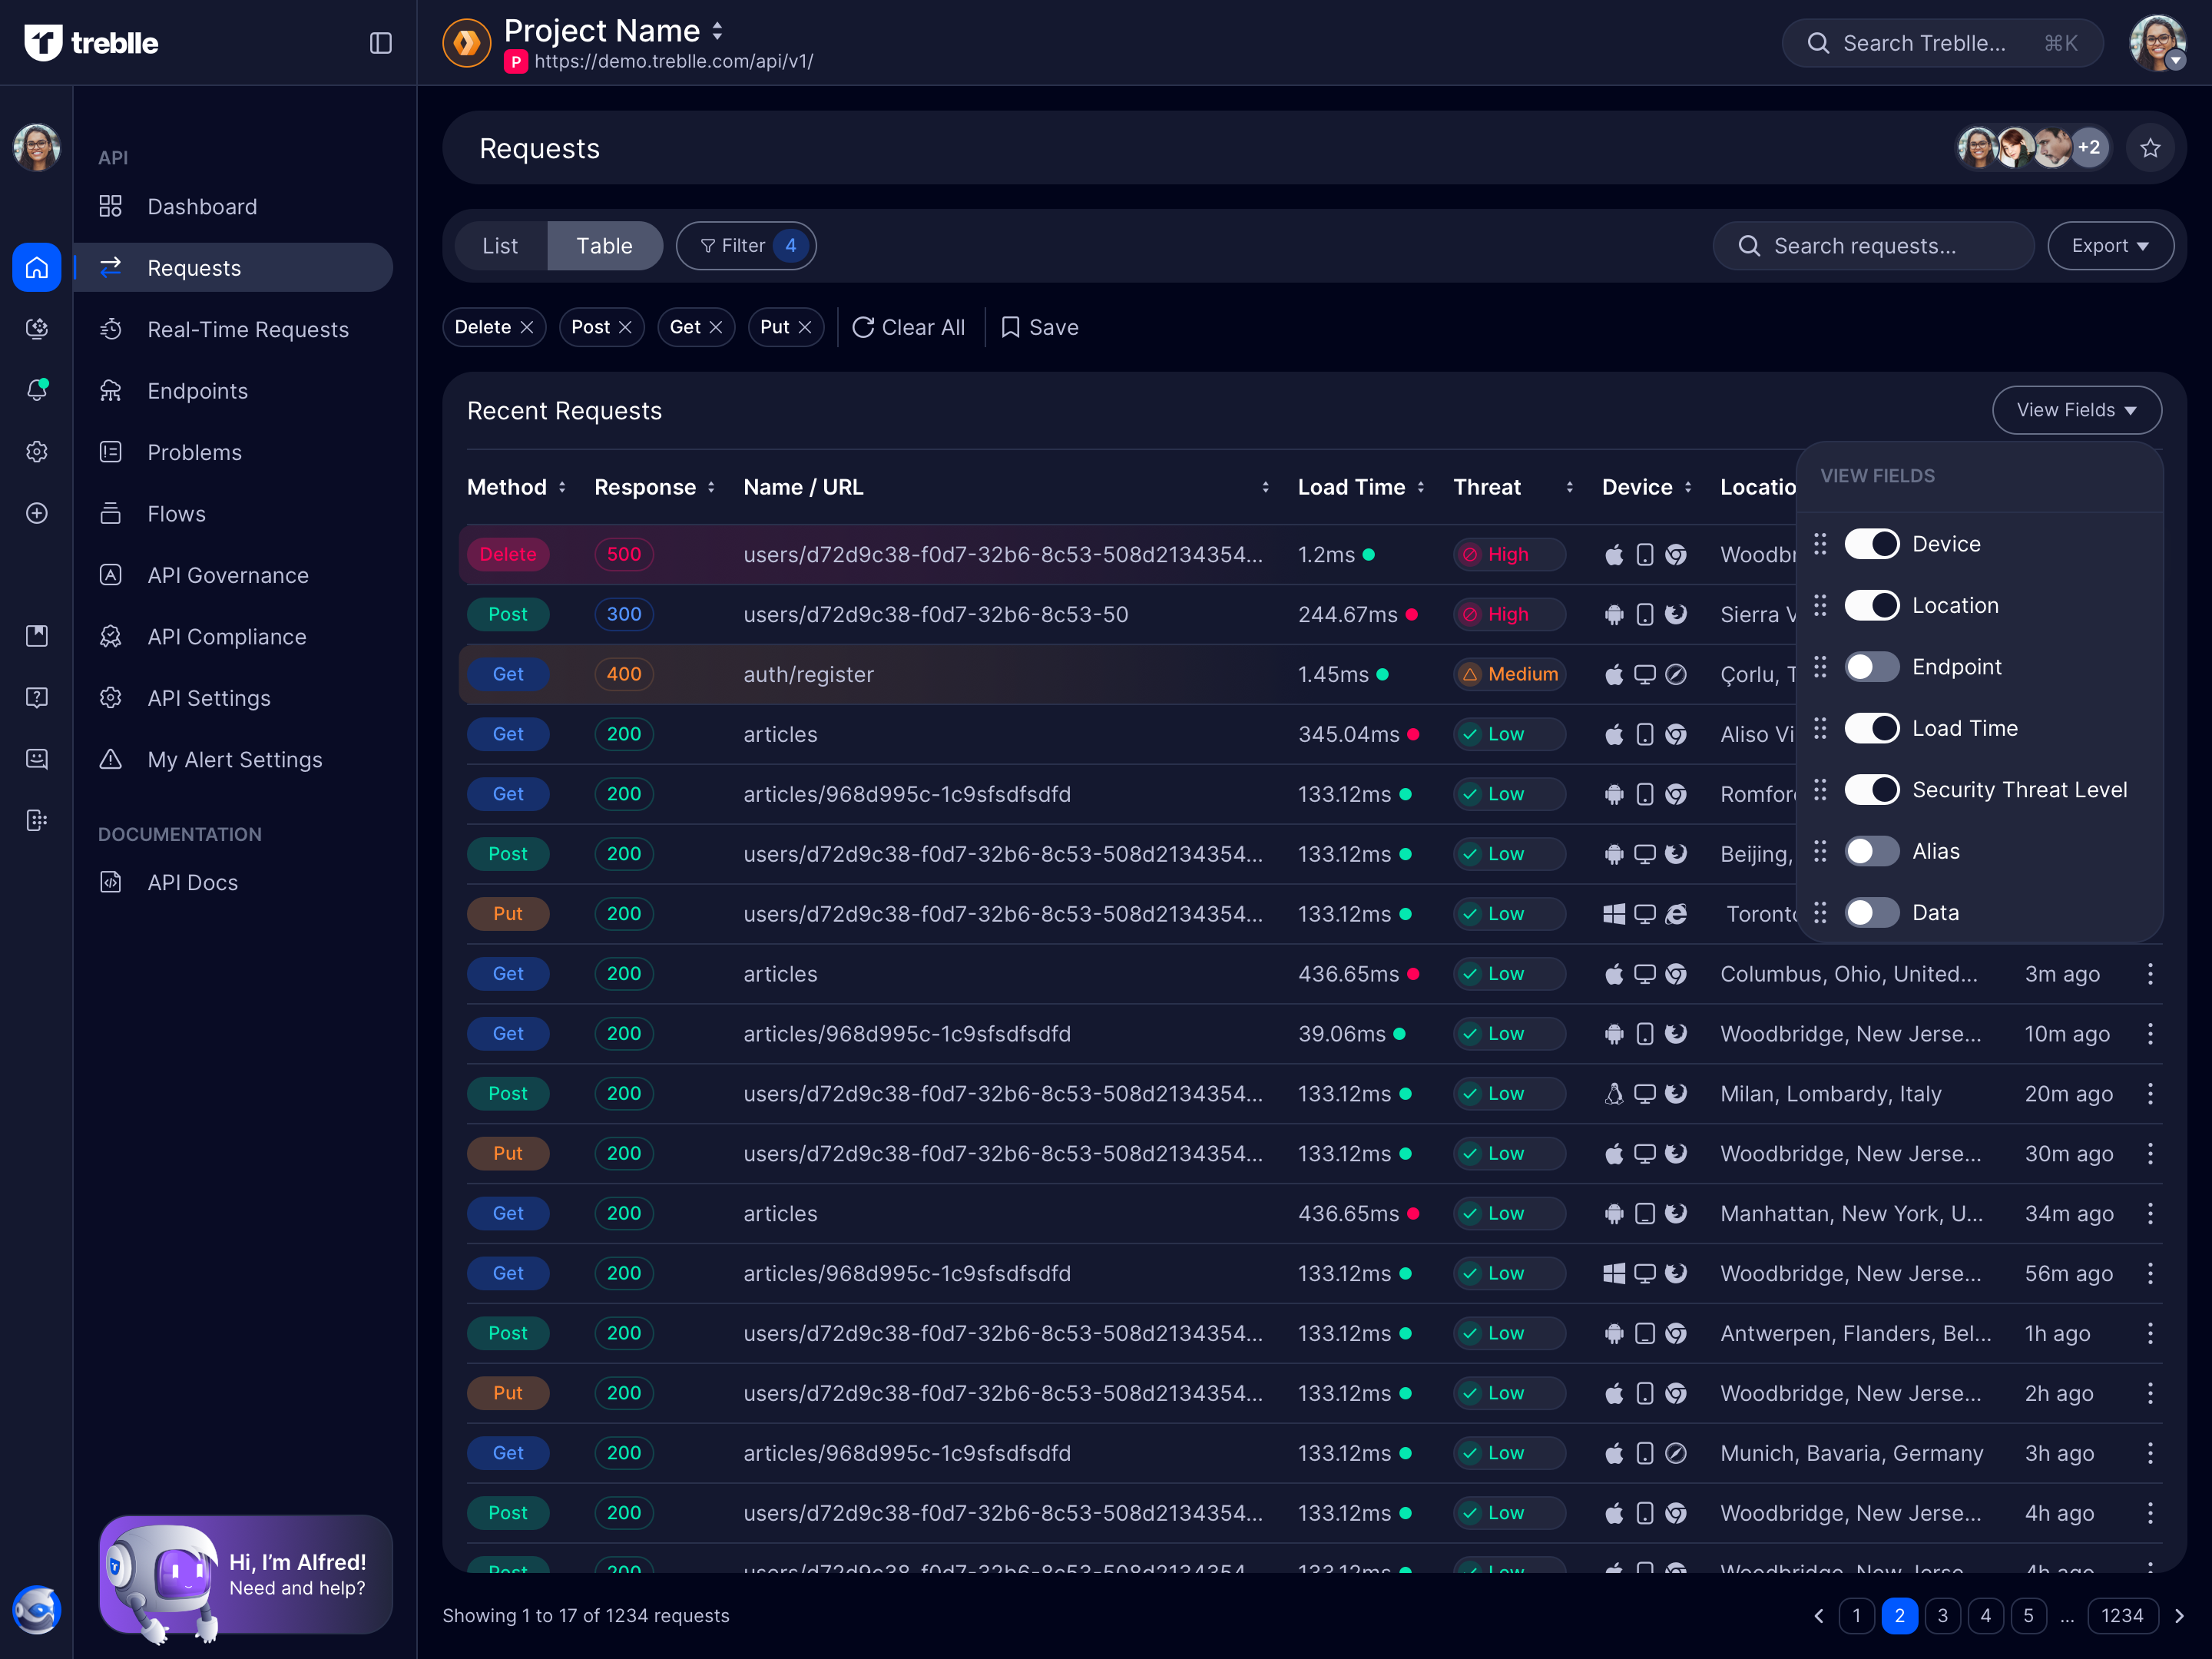 treblle
Project Name
P https://demo.treblle.com/api/v1/
Search Treblle... ⌘K
API
Dashboard
Requests
Real-Time Requests
Endpoints
Problems
Flows
API Governance
API Compliance
API Settings
My Alert Settings
DOCUMENTATION
API Docs
Hi, I’m Alfred!
Need and help?
Requests
+2
List Table Filter 4
Search requests... Export
Delete Post Get Put Clear All Save
Recent Requests
View Fields
Method Response Name / URL Load Time Threat Device Locatio
Delete 500 users/d72d9c38-f0d7-32b6-8c53-508d2134354... 1.2ms High Woodbr
Post 300 users/d72d9c38-f0d7-32b6-8c53-50 244.67ms High Sierra V
Get 400 auth/register 1.45ms Medium Çorlu, T
Get 200 articles 345.04ms Low Aliso Vi
Get 200 articles/968d995c-1c9sfsdfsdfd 133.12ms Low Romford
Post 200 users/d72d9c38-f0d7-32b6-8c53-508d2134354... 133.12ms Low Beijing,
Put 200 users/d72d9c38-f0d7-32b6-8c53-508d2134354... 133.12ms Low Toronto
Get 200 articles 436.65ms Low Columbus, Ohio, United... 3m ago
Get 200 articles/968d995c-1c9sfsdfsdfd 39.06ms Low Woodbridge, New Jerse... 10m ago
Post 200 users/d72d9c38-f0d7-32b6-8c53-508d2134354... 133.12ms Low Milan, Lombardy, Italy 20m ago
Put 200 users/d72d9c38-f0d7-32b6-8c53-508d2134354... 133.12ms Low Woodbridge, New Jerse... 30m ago
Get 200 articles 436.65ms Low Manhattan, New York, U... 34m ago
Get 200 articles/968d995c-1c9sfsdfsdfd 133.12ms Low Woodbridge, New Jerse... 56m ago
Post 200 users/d72d9c38-f0d7-32b6-8c53-508d2134354... 133.12ms Low Antwerpen, Flanders, Bel... 1h ago
Put 200 users/d72d9c38-f0d7-32b6-8c53-508d2134354... 133.12ms Low Woodbridge, New Jerse... 2h ago
Get 200 articles/968d995c-1c9sfsdfsdfd 133.12ms Low Munich, Bavaria, Germany 3h ago
Post 200 users/d72d9c38-f0d7-32b6-8c53-508d2134354... 133.12ms Low Woodbridge, New Jerse... 4h ago
Post 200 users/d72d9c38-f0d7-32b6-8c53-508d2134354... 133.12ms Low Woodbridge, New Jerse... 4h ago
VIEW FIELDS
Device
Location
Endpoint
Load Time
Security Threat Level
Alias
Data
Showing 1 to 17 of 1234 requests
1 2 3 4 5 ... 1234